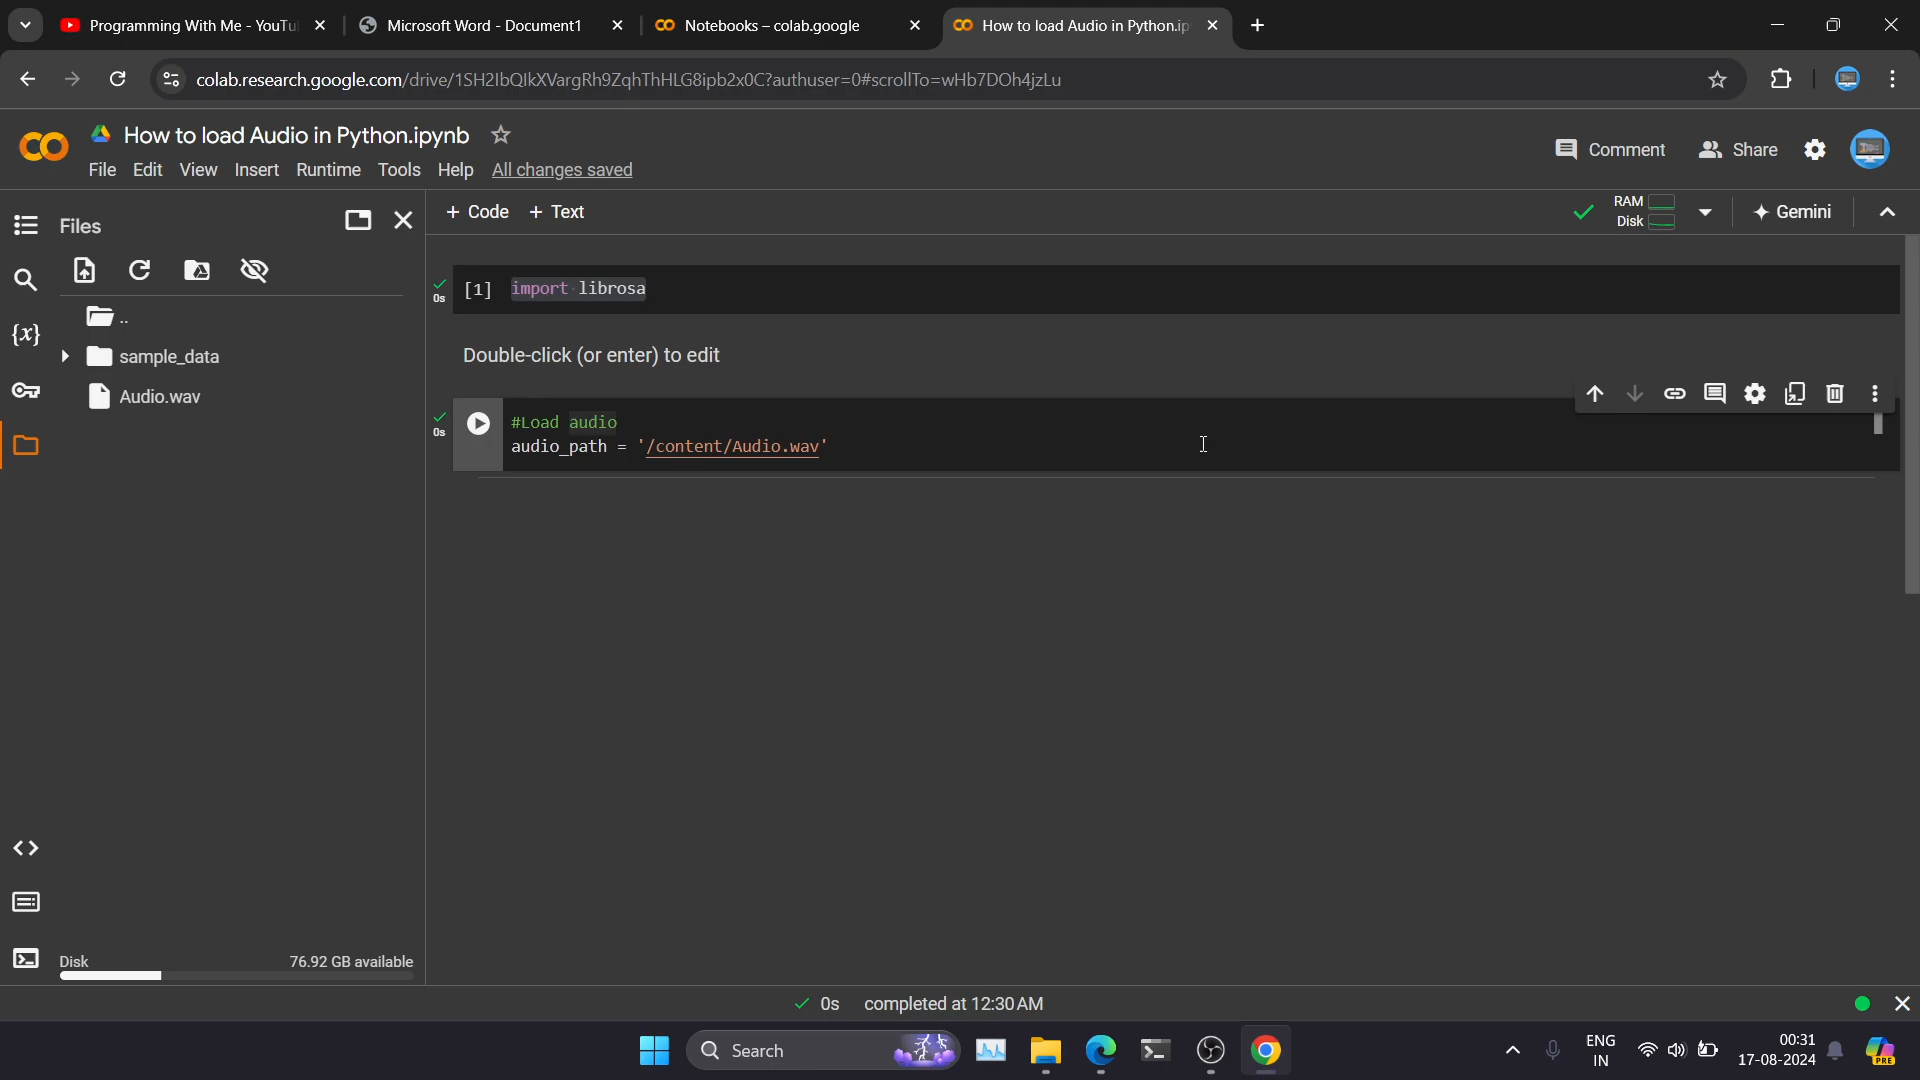 Programming With Me - YouTu
Microsoft Word - Document1
Notebooks – colab.google
How to load Audio in Python.ip
colab.research.google.com/drive/1SH2IbQIkXVargRh9ZqhThHLG8ipb2x0C?authuser=0#scrollTo=wHb7DOh4jzLu
How to load Audio in Python.ipynb
File Edit View Insert Runtime Tools Help All changes saved
Comment
Share
Files
+ Code + Text
RAM
Disk
Gemini
..
sample_data
Audio.wav
0s
[1] import librosa
Double-click (or enter) to edit
0s
#Load audio
audio_path = '/content/Audio.wav'
{x}
Disk
76.92 GB available
0s completed at 12:30 AM
Search
PRE
ENG
IN
00:31
17-08-2024